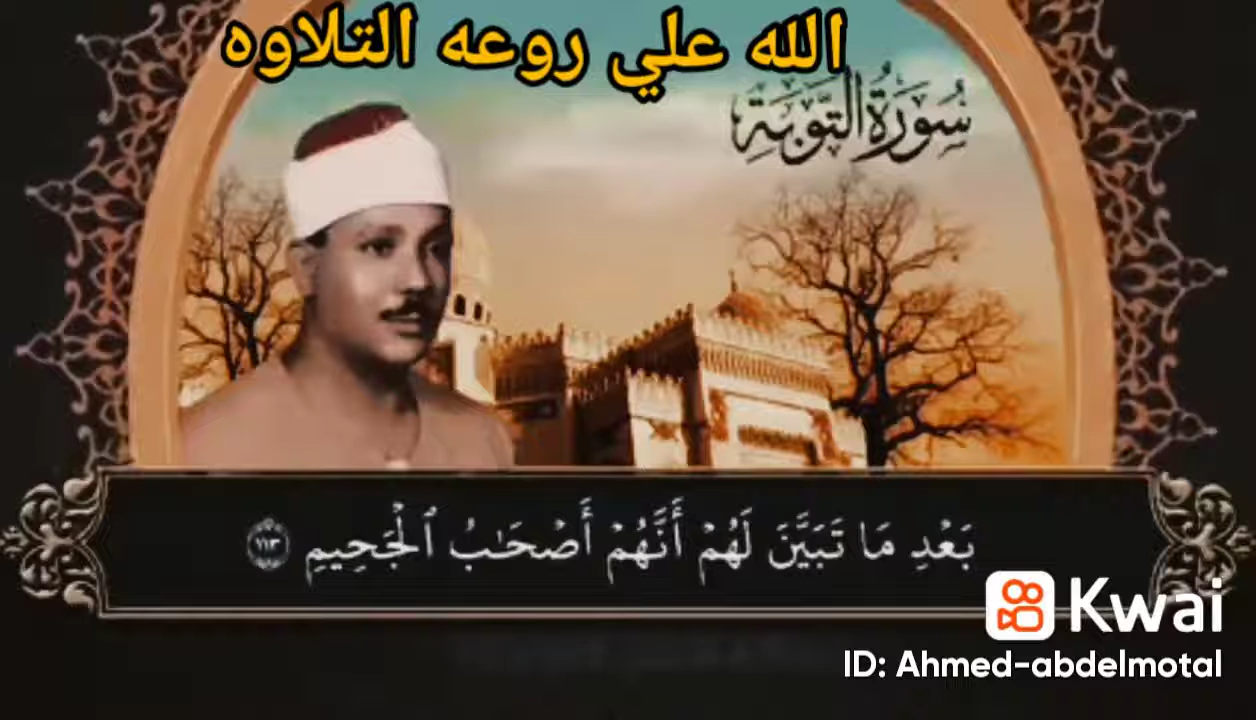 الله علي روعه التلاوه
سُورَةُ التَّوْبَةِ
بَعْدِ مَا تَبَيَّنَ لَهُمْ أَنَّهُمْ أَصْحَٰبُ ٱلْجَحِيمِ ١١٣
Kwai
ID: Ahmed-abdelmotal